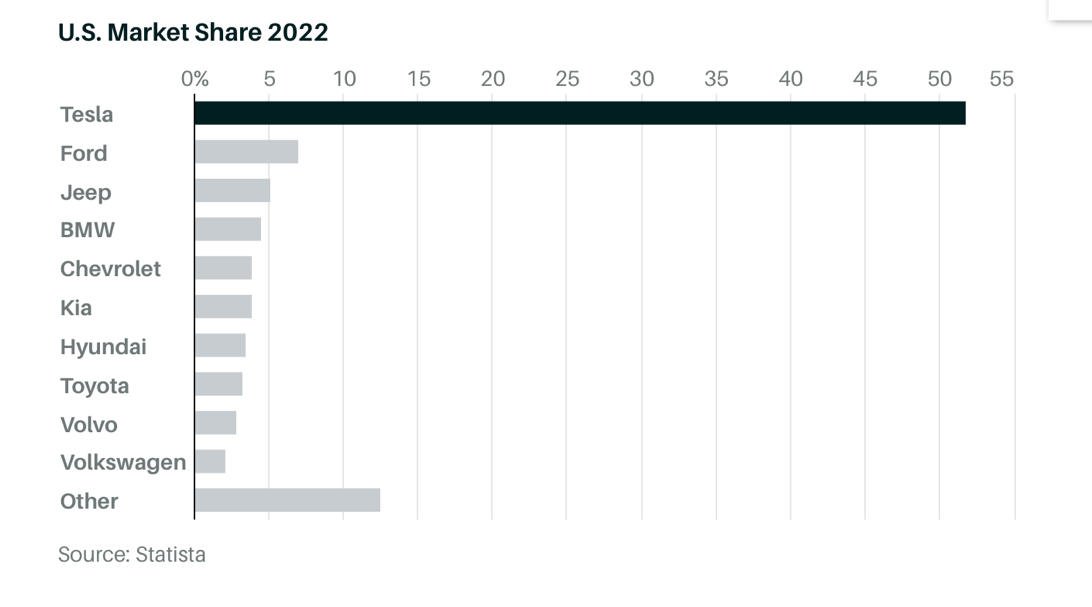 U.S. Market Share 2022
0% 5 10 15 20 25 30 35 40 45 50 55
Tesla
Ford
Jeep
BMW
Chevrolet
Kia
Hyundai
Toyota
Volvo
Volkswagen
Other
Source: Statista